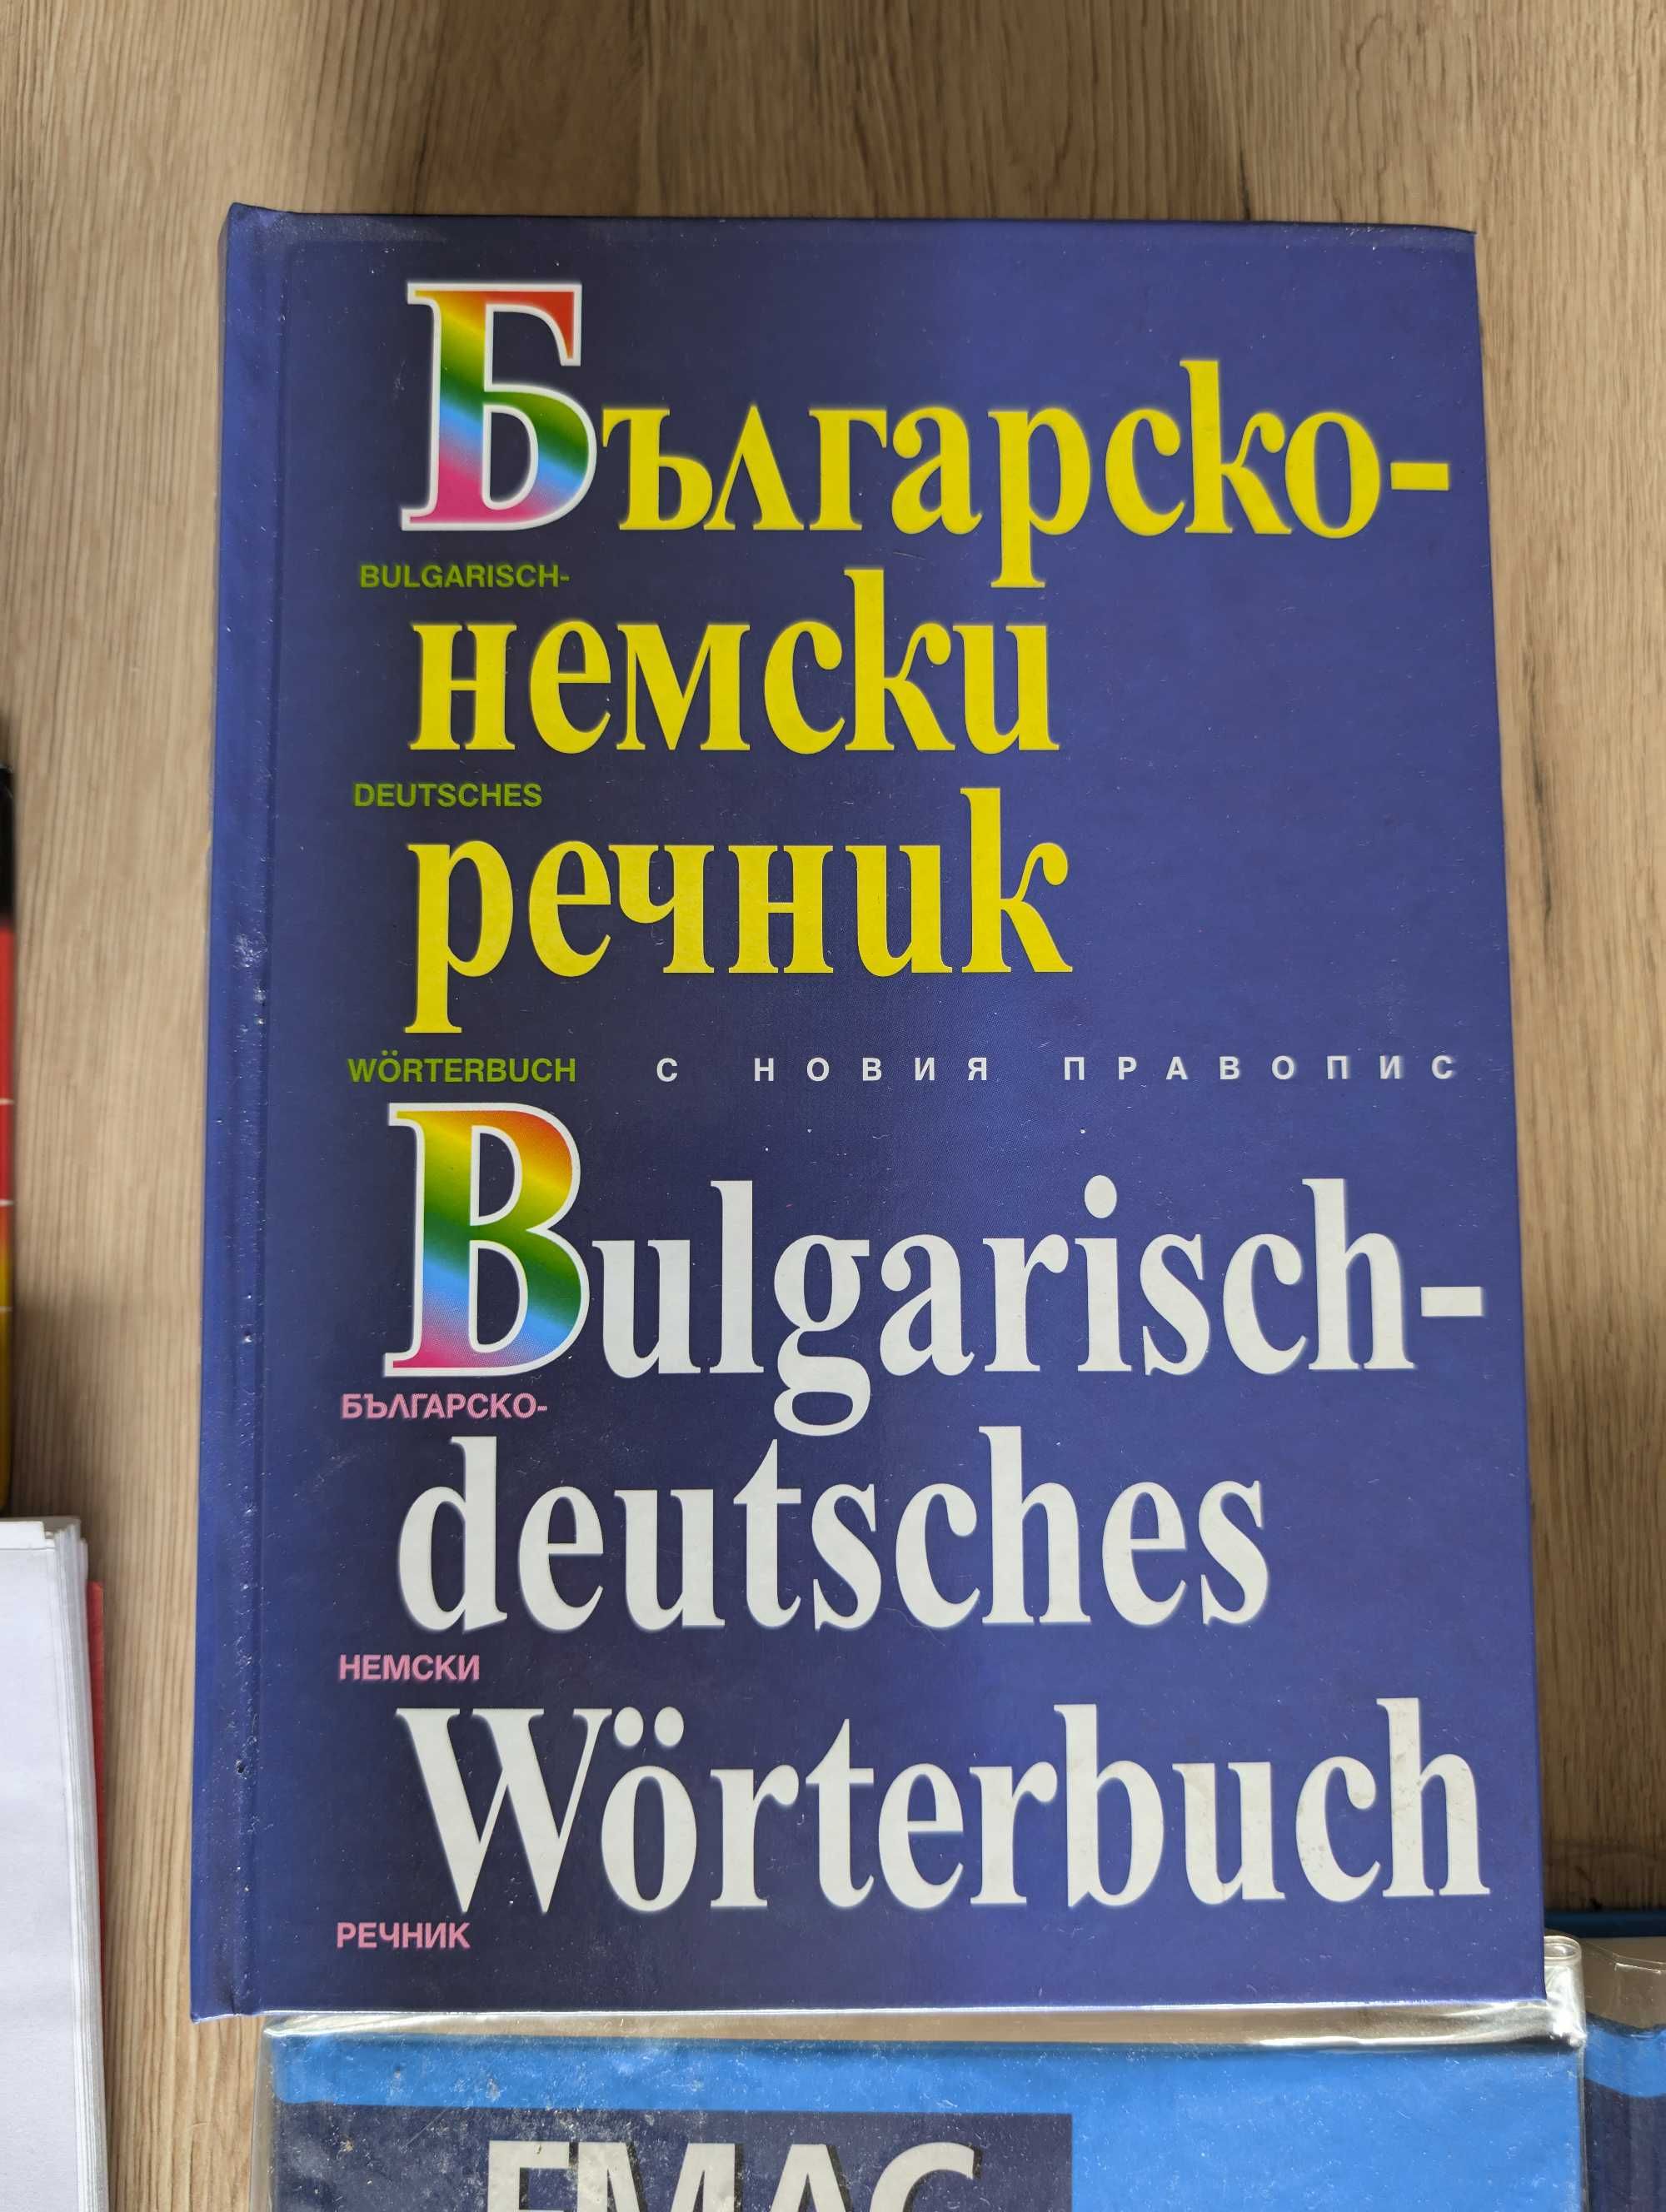 Българско-
BULGARISCH-
немски
DEUTSCHES
речник
WÖRTERBUCH С НОВИЯ ПРАВОПИС
Bulgarisch-
БЪЛГАРСКО-
deutsches
НЕМСКИ
Wörterbuch
РЕЧНИК